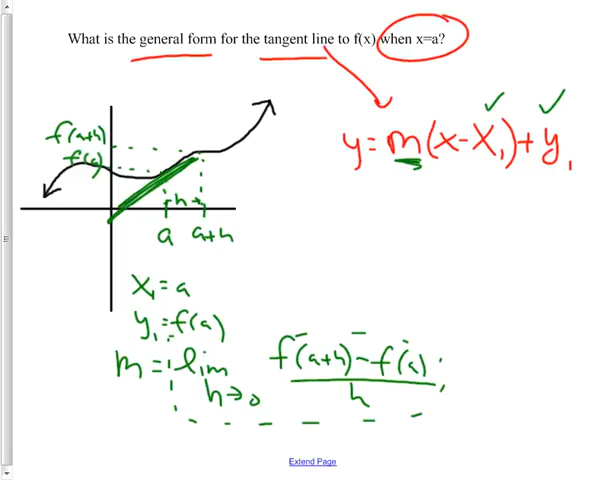 What is the general form for the tangent line to f(x) when x=a?
y=m(x-x₁)+y₁
f(a+h)
f(a)
h
a a+h
x₁=a
y₁=f(a)
m=lim f(a+h)-f(a)
h→0 h
Extend Page